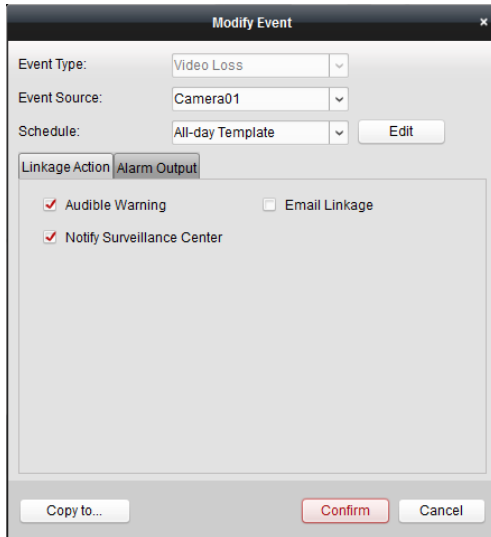 Modify Event
×
Event Type: Video Loss
Event Source: Camera01
Schedule: All-day Template Edit
Linkage Action Alarm Output
Audible Warning Email Linkage
Notify Surveillance Center
Copy to... Confirm Cancel